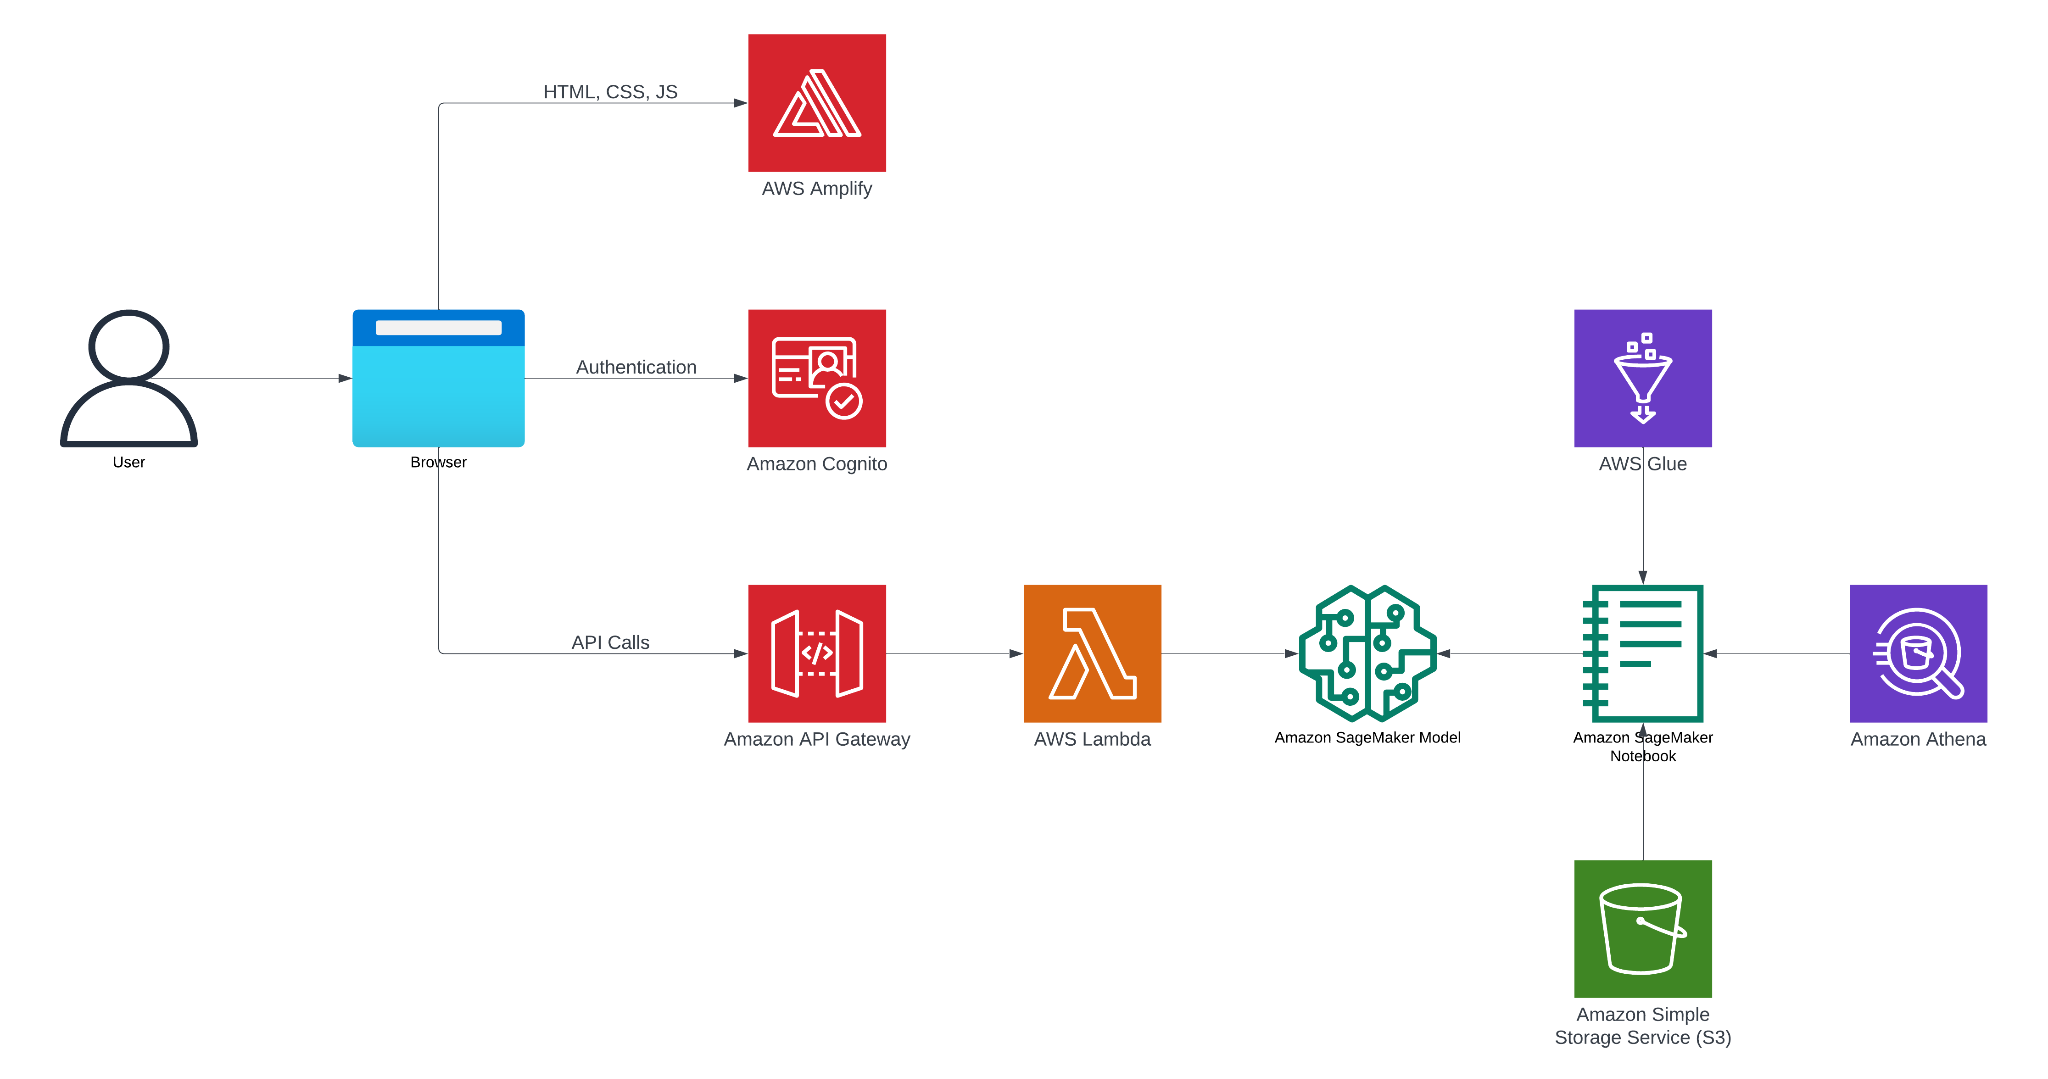 HTML, CSS, JS
AWS Amplify
Authentication
User
Browser
Amazon Cognito
AWS Glue
API Calls
</>
Amazon API Gateway
AWS Lambda
Amazon SageMaker Model
Amazon SageMaker
Notebook
Amazon Athena
Amazon Simple
Storage Service (S3)